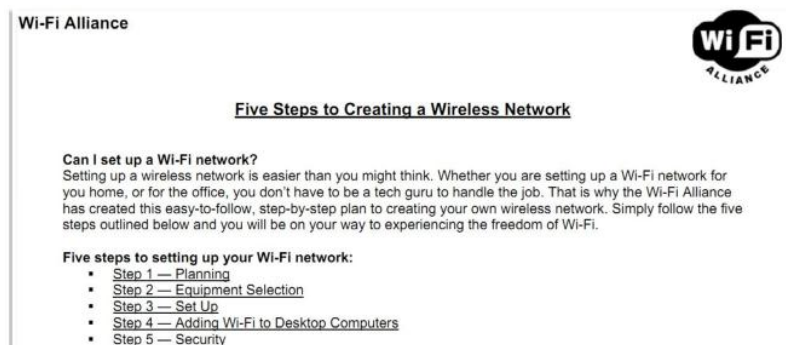 Wi-Fi Alliance
Wi Fi
ALLIANCE
Five Steps to Creating a Wireless Network
Can I set up a Wi-Fi network?
Setting up a wireless network is easier than you might think. Whether you are setting up a Wi-Fi network for
you home, or for the office, you don't have to be a tech guru to handle the job. That is why the Wi-Fi Alliance
has created this easy-to-follow, step-by-step plan to creating your own wireless network. Simply follow the five
steps outlined below and you will be on your way to experiencing the freedom of Wi-Fi.
Five steps to setting up your Wi-Fi network:
▪ Step 1 — Planning
▪ Step 2 — Equipment Selection
▪ Step 3 — Set Up
▪ Step 4 — Adding Wi-Fi to Desktop Computers
▪ Step 5 — Security